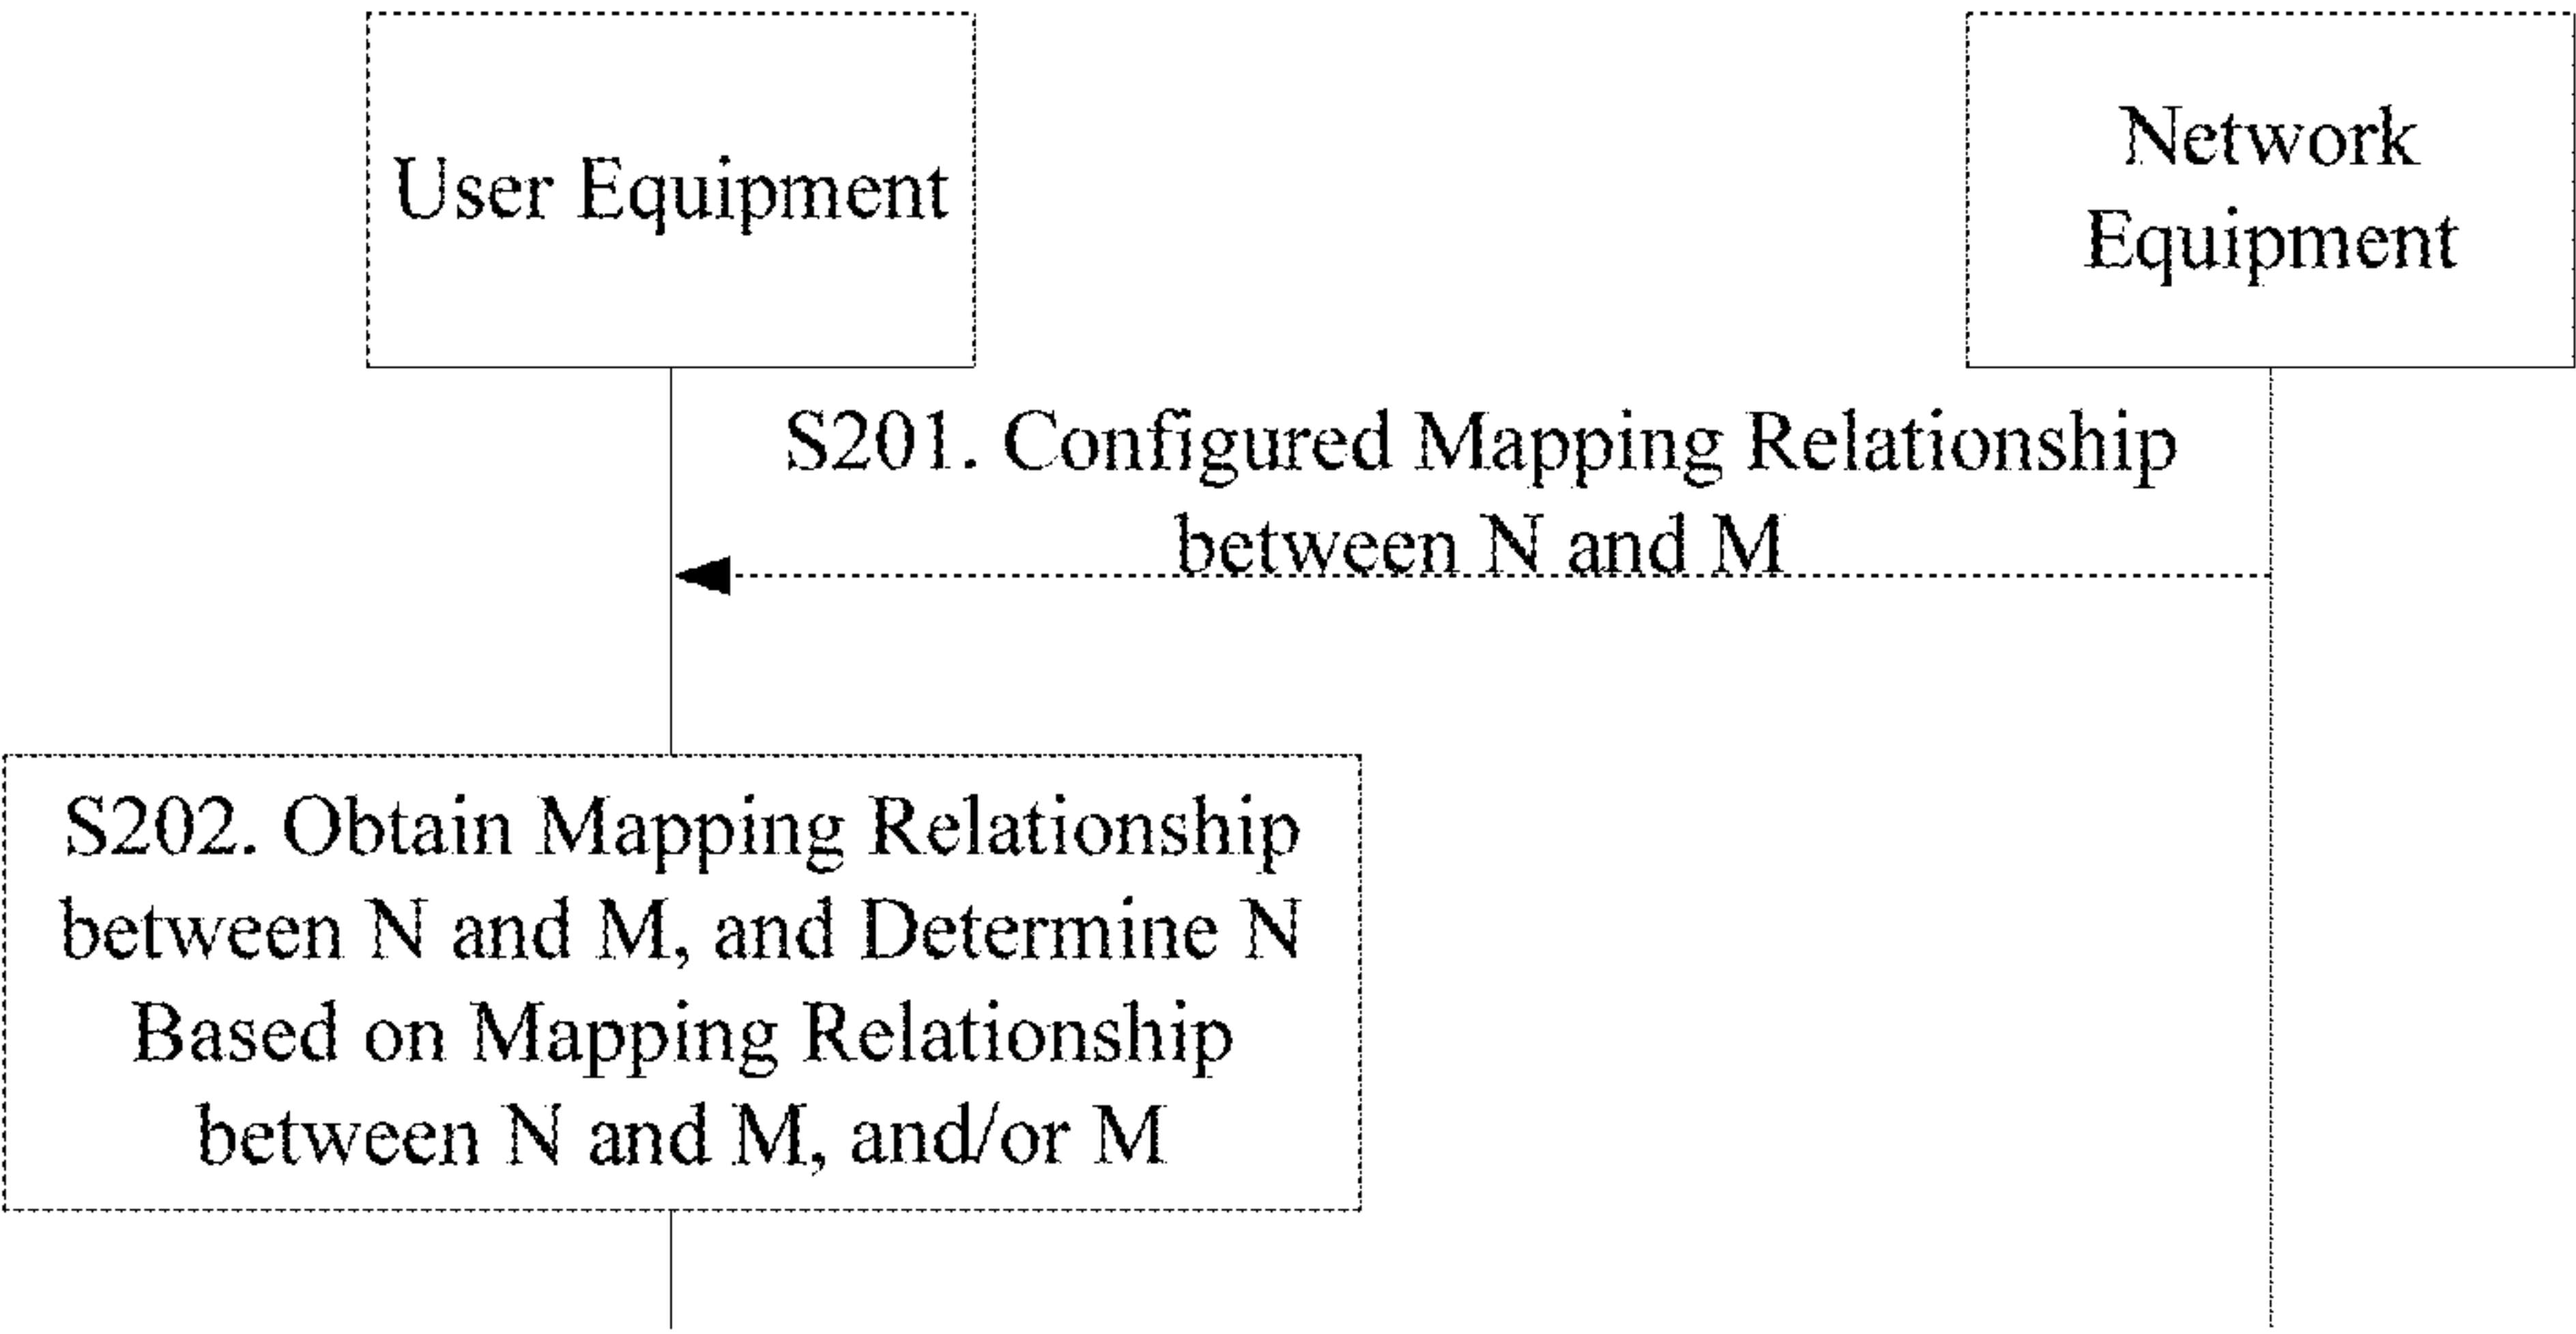 User Equipment
Network
Equipment
S201. Configured Mapping Relationship
between N and M
S202. Obtain Mapping Relationship
between N and M, and Determine N
Based on Mapping Relationship
between N and M, and/or M